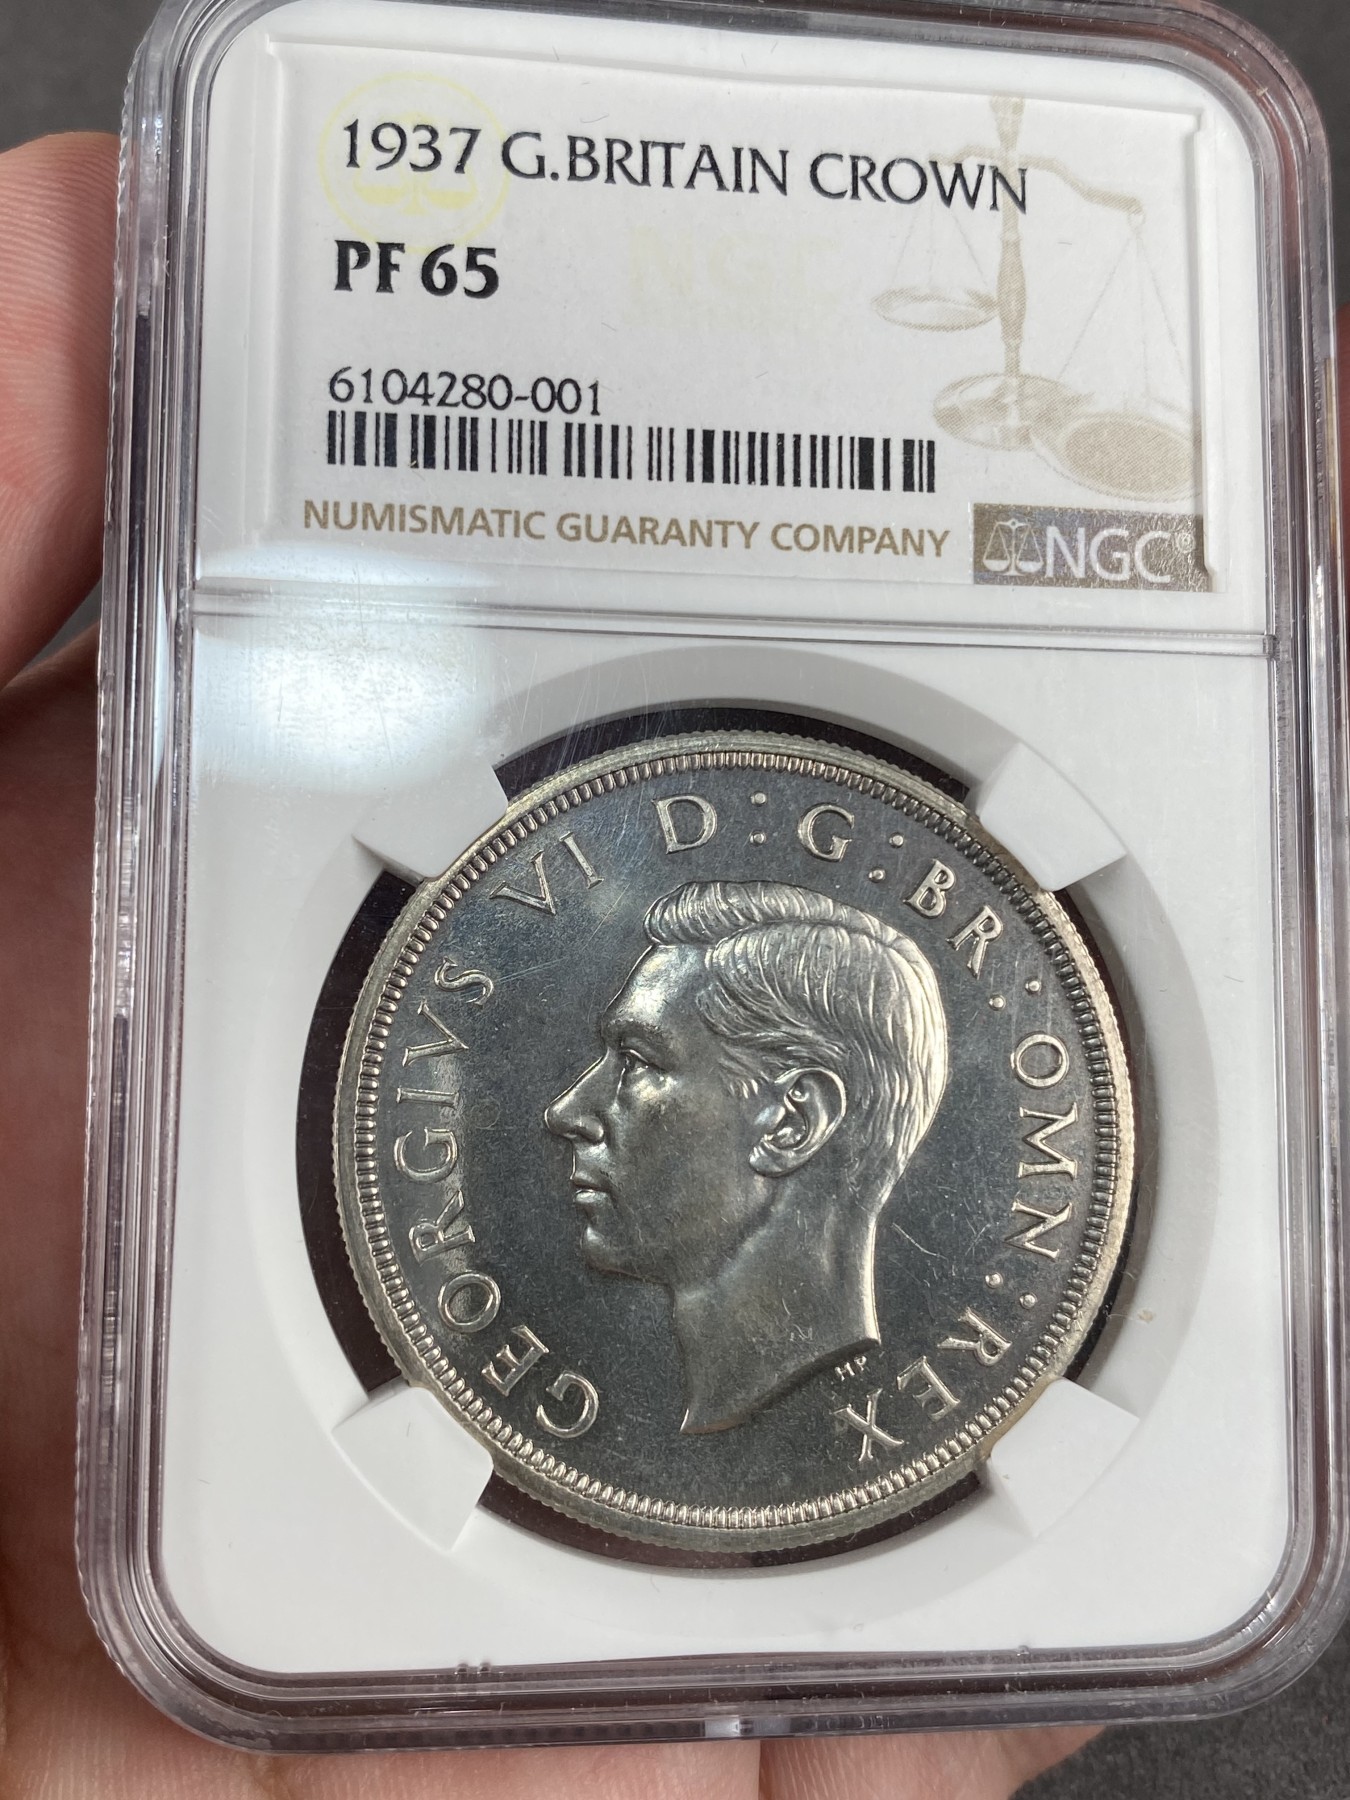 1937 G.BRITAIN CROWN
PF 65
6104280-001
NUMISMATIC GUARANTY COMPANY
NGC®
GEORGIVS VI D:G:BR:OMN:REX
HP